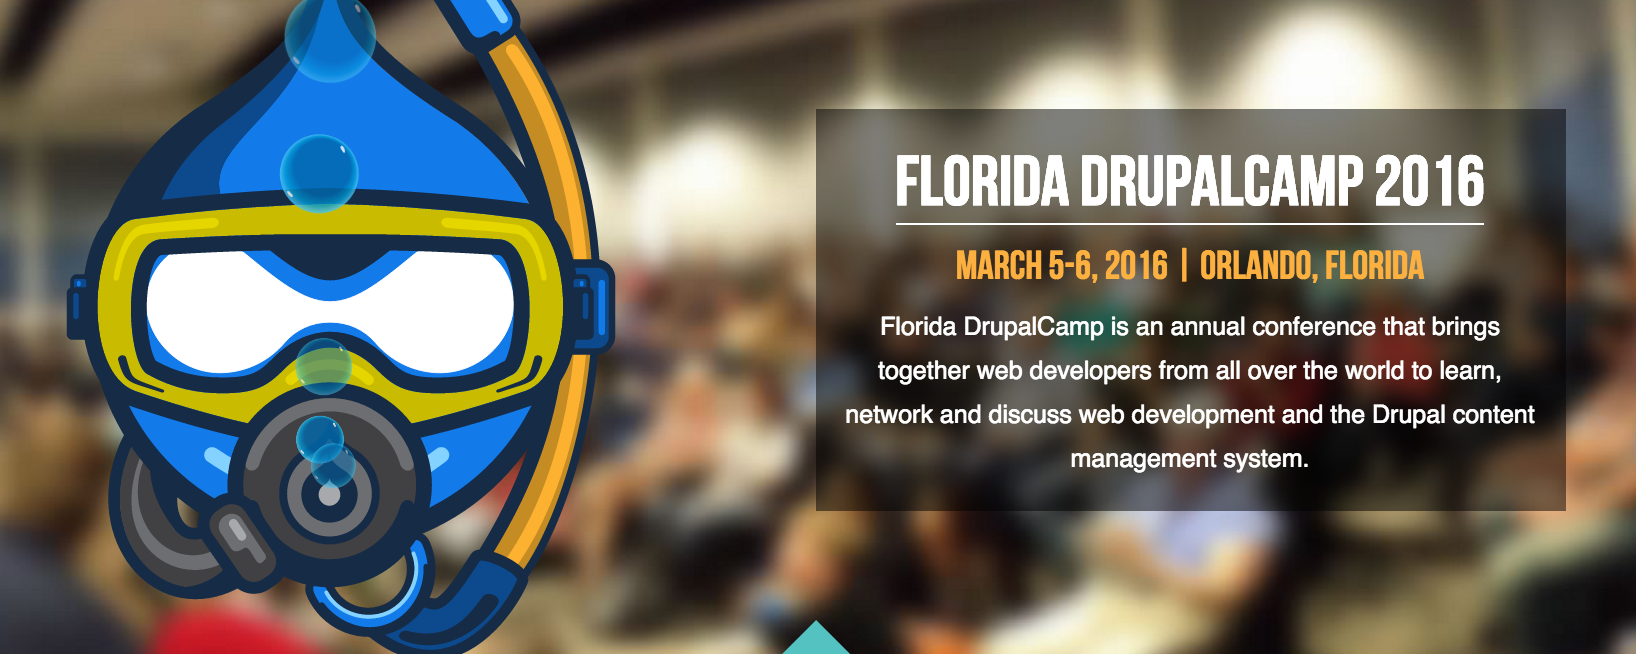 FLORIDA DRUPALCAMP 2016
MARCH 5-6, 2016 | ORLANDO, FLORIDA
Florida DrupalCamp is an annual conference that brings
together web developers from all over the world to learn,
network and discuss web development and the Drupal content
management system.